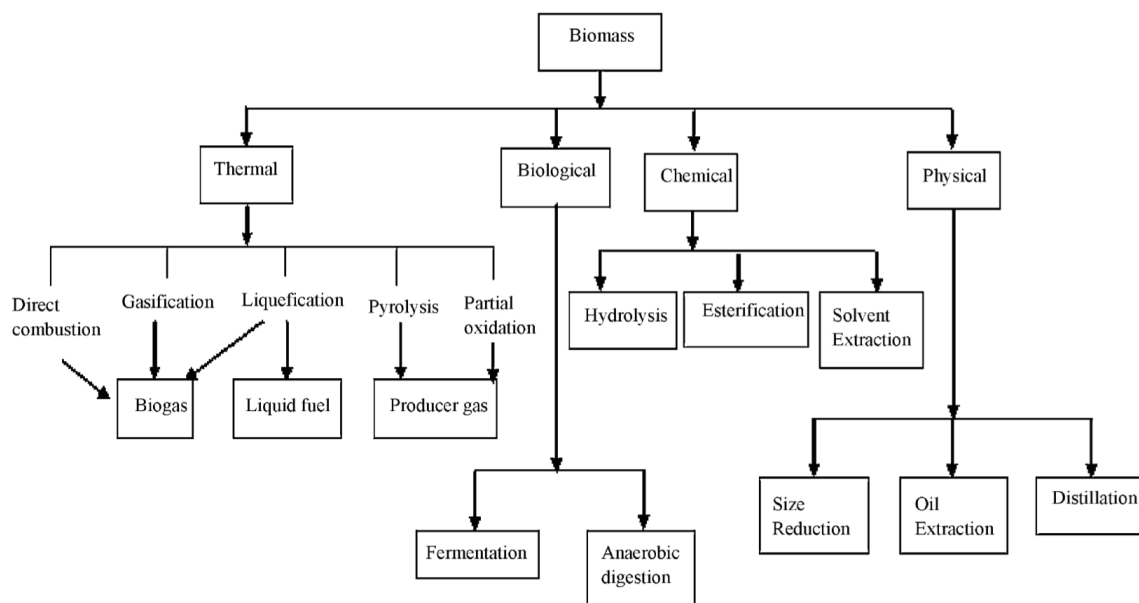 Biomass
Thermal
Biological
Chemical
Physical
Direct
combustion
Gasification
Liquefication
Pyrolysis
Partial
oxidation
Hydrolysis
Esterification
Solvent
Extraction
Biogas
Liquid fuel
Producer gas
Size
Reduction
Oil
Extraction
Distillation
Fermentation
Anaerobic
digestion